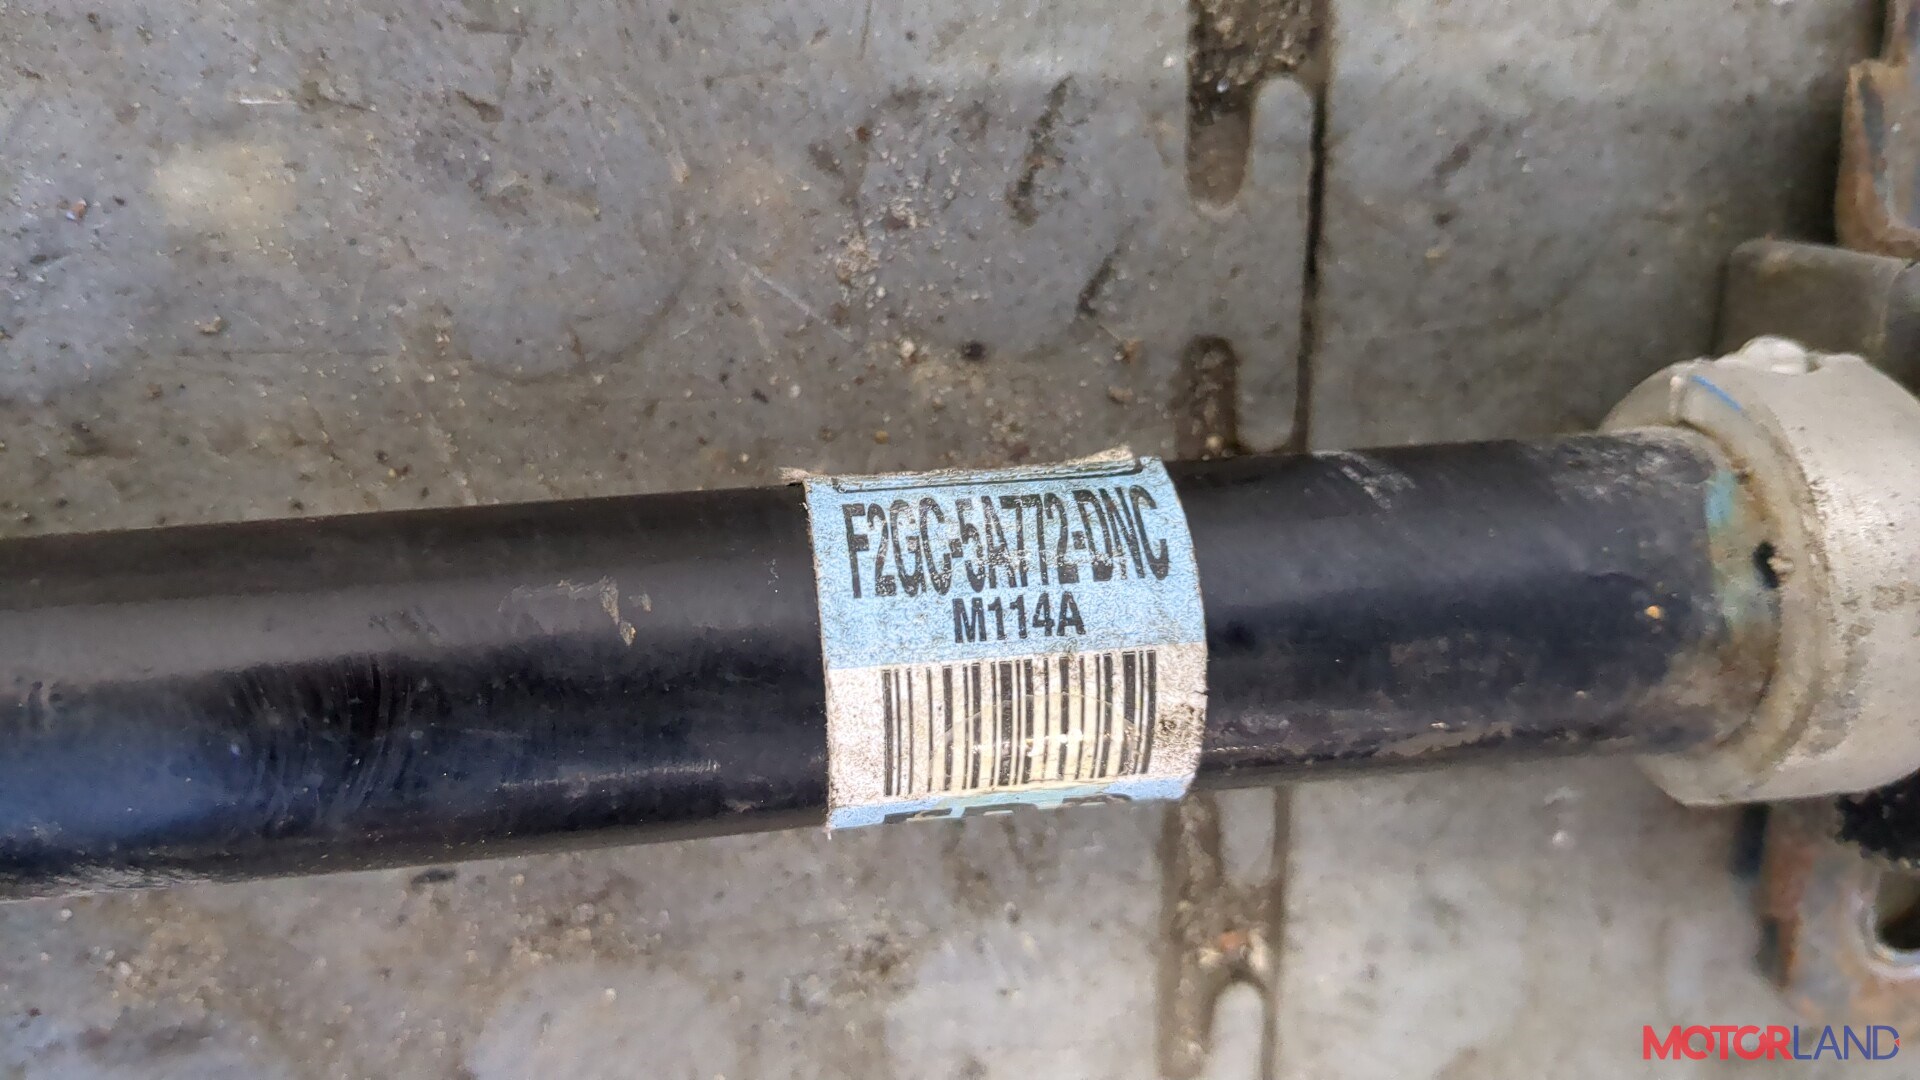 F2GC-5A772-DNC
M114A
MOTORLAND